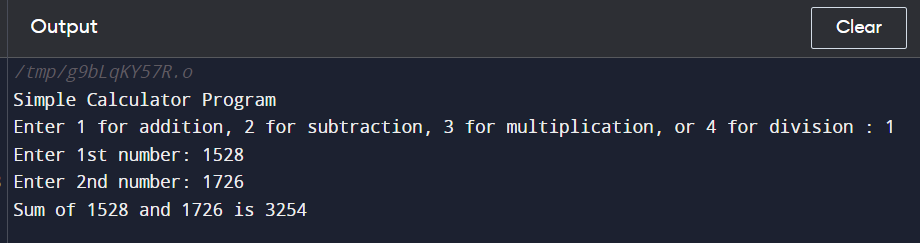 Output
Clear
/tmp/g9bLqKY57R.o
Simple Calculator Program
Enter 1 for addition, 2 for subtraction, 3 for multiplication, or 4 for division : 1
Enter 1st number: 1528
Enter 2nd number: 1726
Sum of 1528 and 1726 is 3254